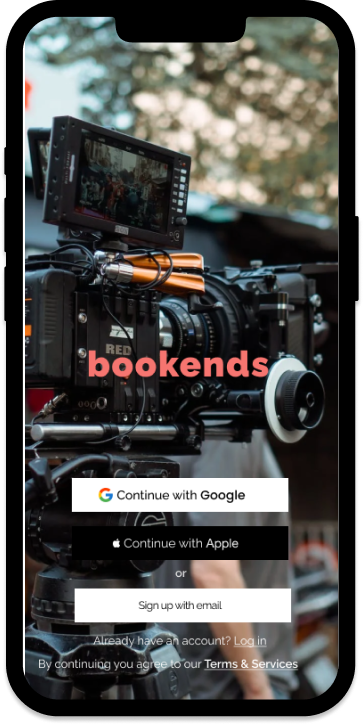 RED
bookends
Continue with Google
Continue with Apple
or
Sign up with email
Already have an account? Log in
By continuing you agree to our Terms & Services